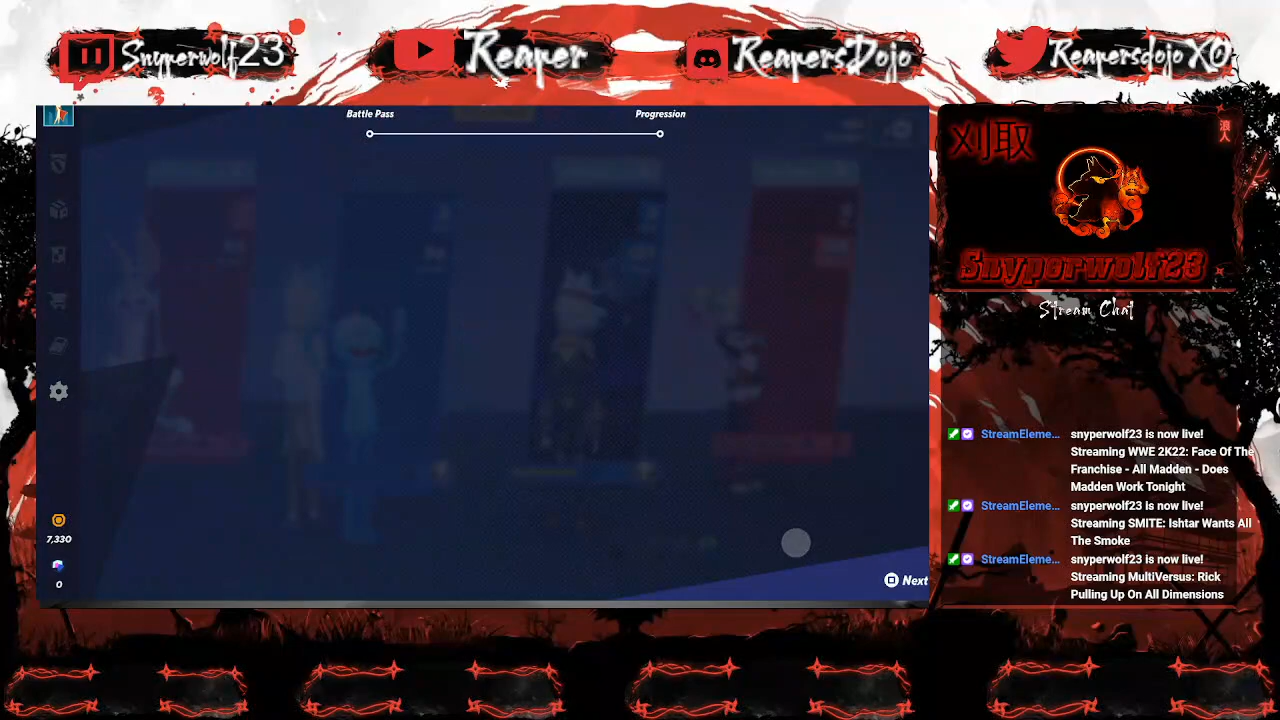 Snyperwolf23
Reaper
ReapersDojo
ReapersdojoXO
Battle Pass
Progression
刈取
浪人
Snyperwolf23
Stream Chat
StreamEleme... snyperwolf23 is now live!
Streaming WWE 2K22: Face Of The
Franchise - All Madden - Does
Madden Work Tonight
StreamEleme... snyperwolf23 is now live!
Streaming SMITE: Ishtar Wants All
The Smoke
StreamEleme... snyperwolf23 is now live!
Streaming MultiVersus: Rick
Pulling Up On All Dimensions
7,330
0
Next